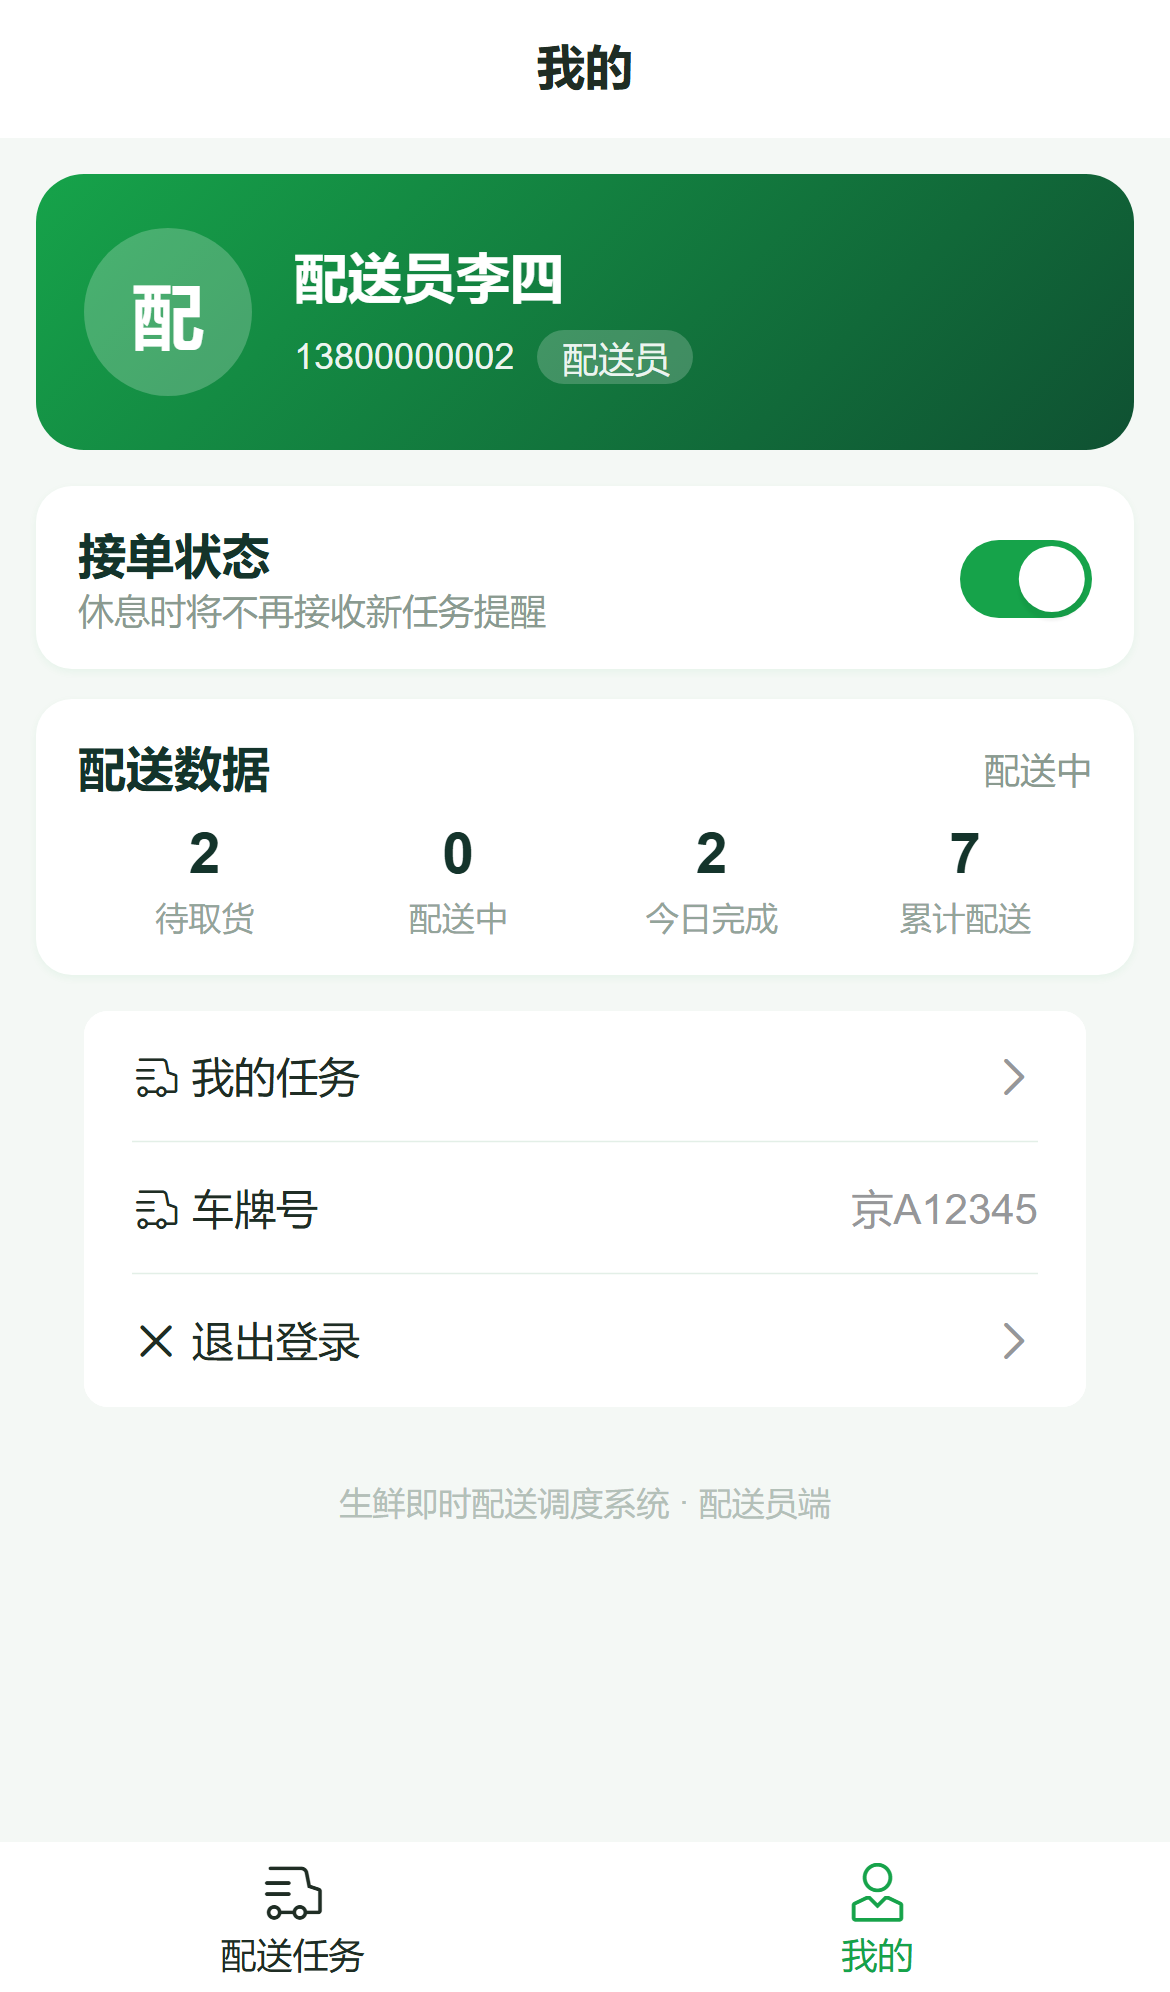 我的
配
配送员李四
13800000002 配送员
接单状态
休息时将不再接收新任务提醒
配送数据 配送中
2 0 2 7
待取货 配送中 今日完成 累计配送
我的任务
车牌号 京A12345
退出登录
生鲜即时配送调度系统 · 配送员端
配送任务 我的